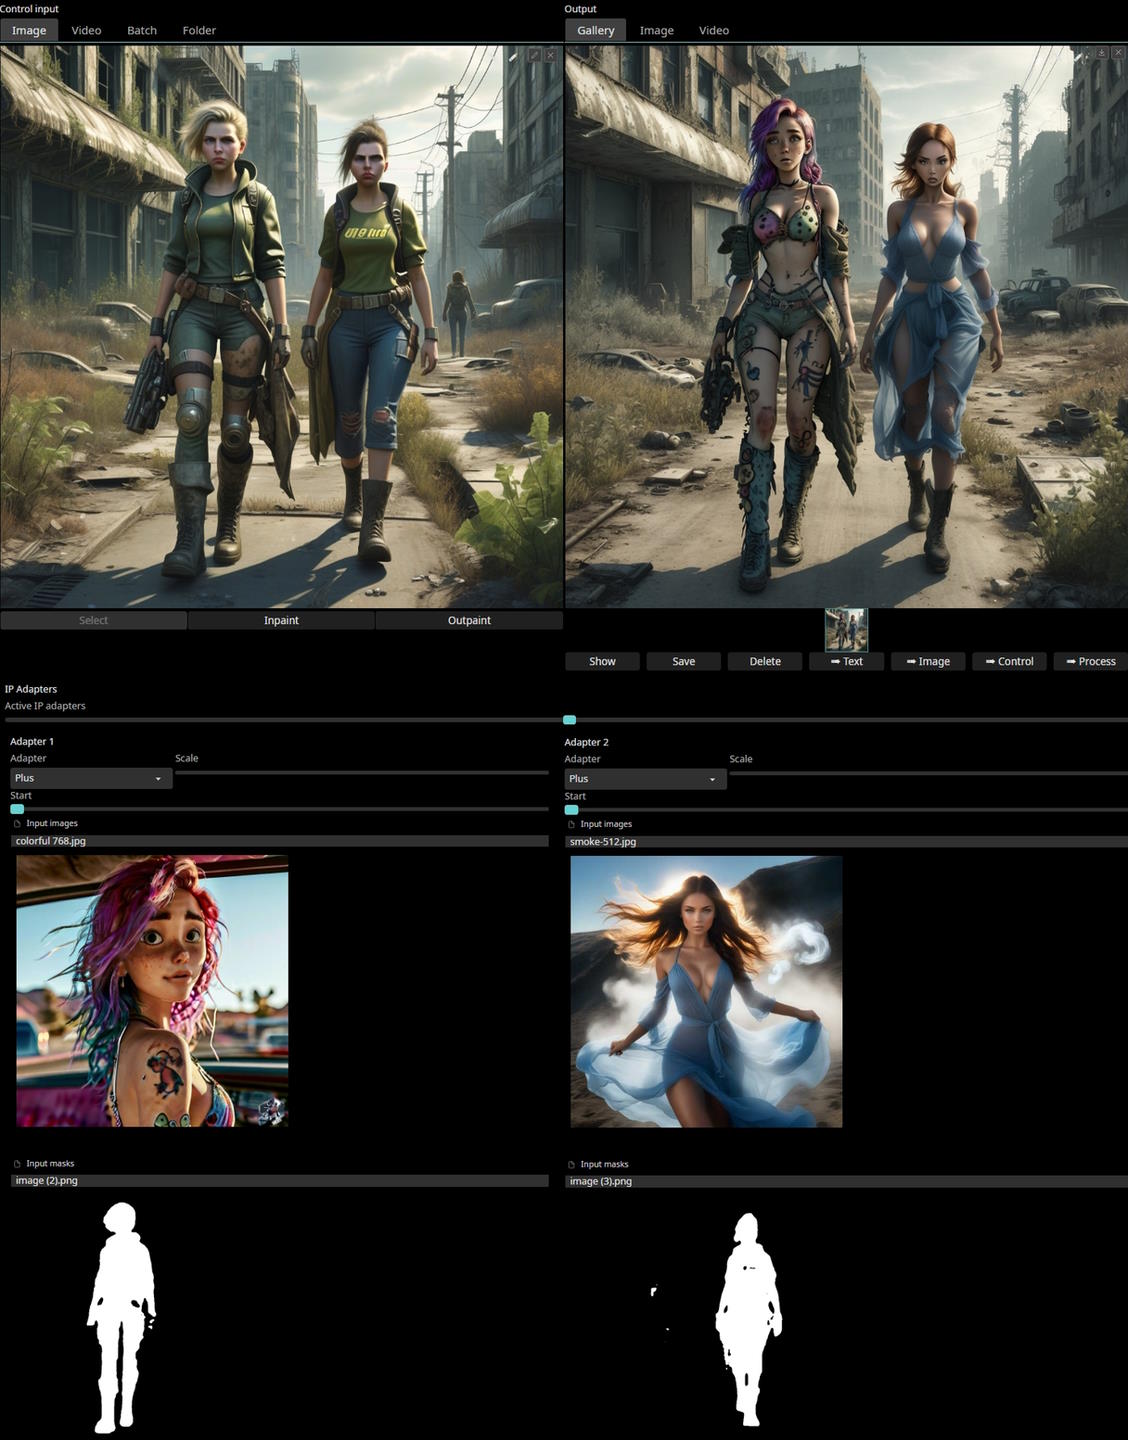 Control input
Image Video Batch Folder
Select Inpaint Outpaint
Output
Gallery Image Video
Show Save Delete ➡ Text ➡ Image ➡ Control ➡ Process
IP Adapters
Active IP adapters
Adapter 1
Adapter Scale
Plus
Start
Input images
colorful 768.jpg
Input masks
image (2).png
Adapter 2
Adapter Scale
Plus
Start
Input images
smoke-512.jpg
Input masks
image (3).png